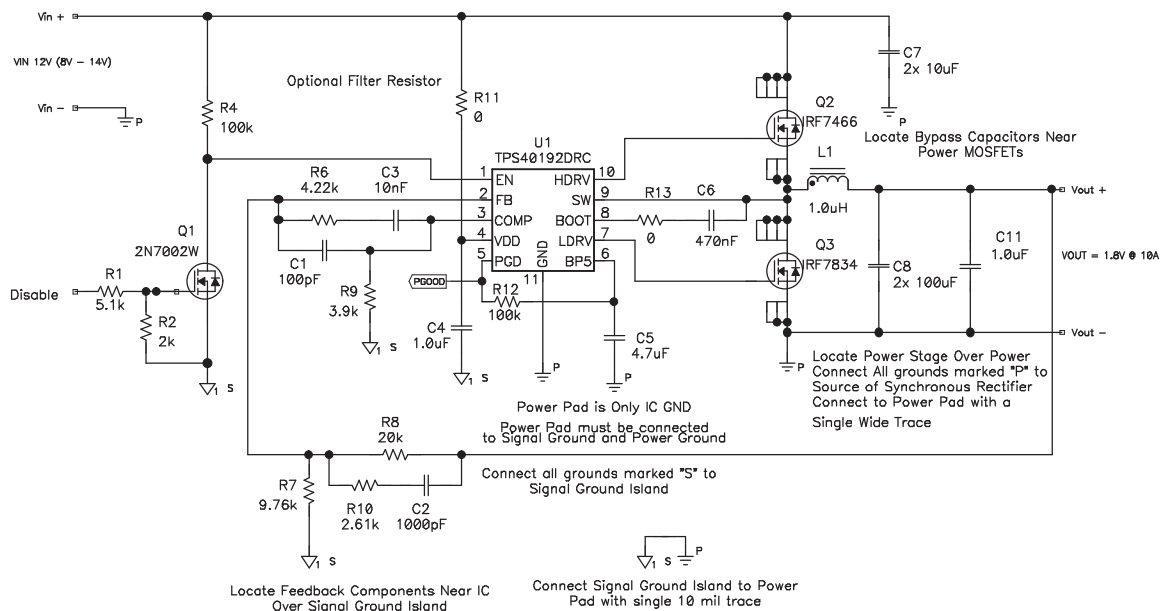 Vin +
VIN 12V (8V – 14V)
Vin -
P
R4
100k
Optional Filter Resistor
R11
0
C7
2x 10uF
P
Q2
IRF7466
Locate Bypass Capacitors Near
Power MOSFETs
U1
TPS40192DRC
1
EN
2
FB
3
COMP
4
VDD
5
PGD
HDRV
10
SW
9
BOOT
8
LDRV
7
BP5
6
GND
11
R6
4.22k
C3
10nF
C1
100pF
R9
3.9k
S
R13
0
C6
470nF
L1
1.0uH
Vout +
Q1
2N7002W
Disable
R1
5.1k
R2
2k
S
PGOOD
R12
100k
C4
1.0uF
S
C5
4.7uF
P
P
Q3
IRF7834
C8
2x 100uF
C11
1.0uF
VOUT = 1.8V @ 10A
Vout -
P
Locate Power Stage Over Power
Connect All grounds marked "P" to
Source of Synchronous Rectifier
Connect to Power Pad with a
Single Wide Trace
Power Pad is Only IC GND
Power Pad must be connected
to Signal Ground and Power Ground
R8
20k
R7
9.76k
R10
2.61k
C2
1000pF
S
Connect all grounds marked "S" to
Signal Ground Island
S
P
Locate Feedback Components Near IC
Over Signal Ground Island
Connect Signal Ground Island to Power
Pad with single 10 mil trace